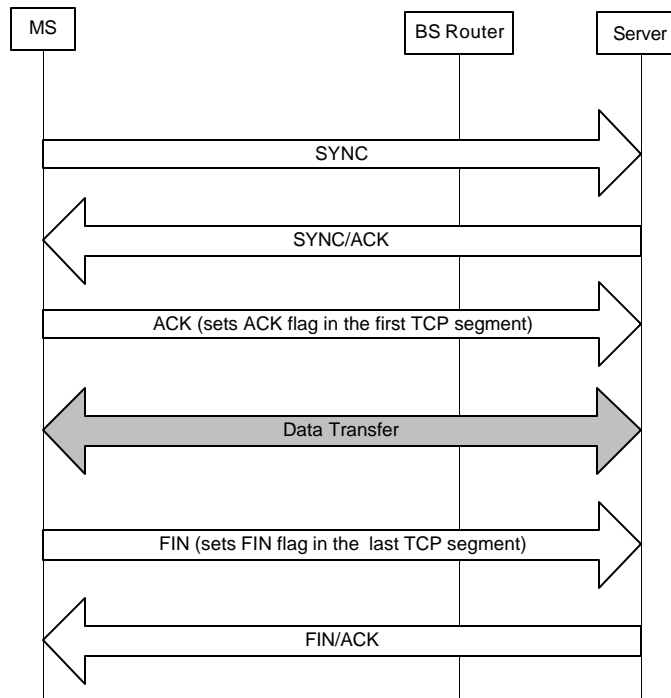 MS
BS Router
Server
SYNC
SYNC/ACK
ACK (sets ACK flag in the first TCP segment)
Data Transfer
FIN (sets FIN flag in the last TCP segment)
FIN/ACK